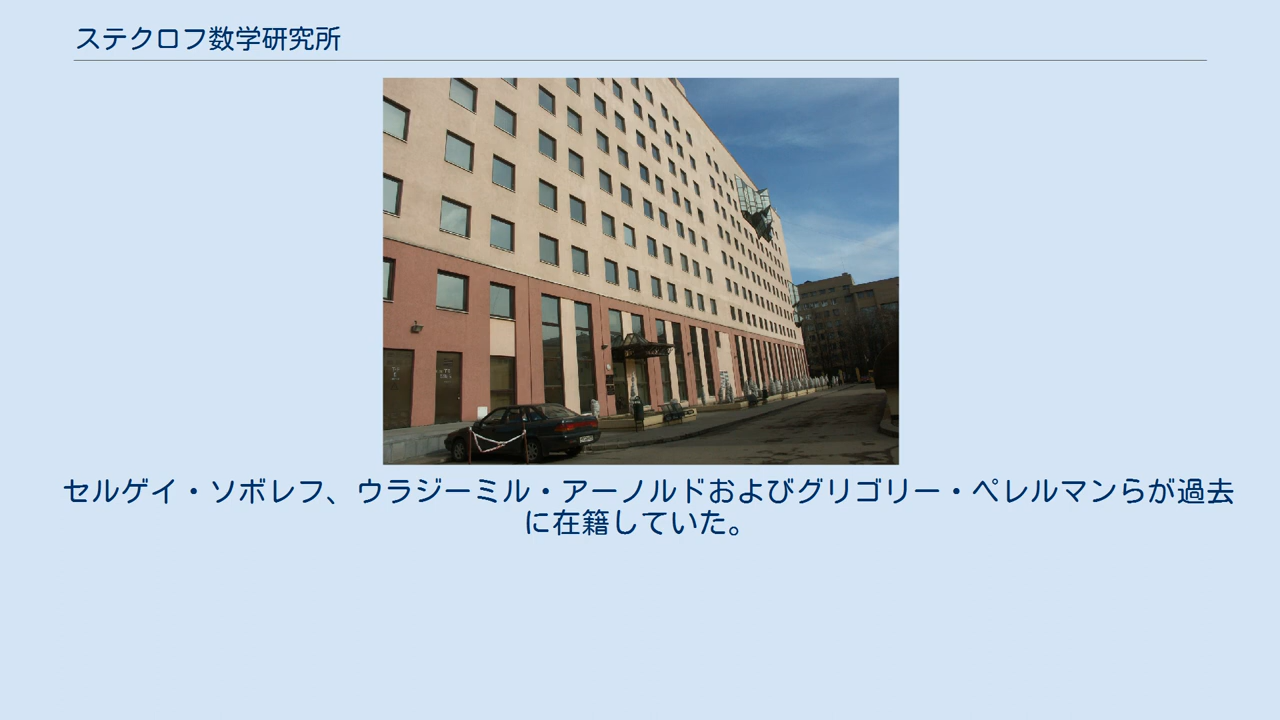 ステクロフ数学研究所
セルゲイ・ソボレフ、ウラジーミル・アーノルドおよびグリゴリー・ペレルマンらが過去
に在籍していた。